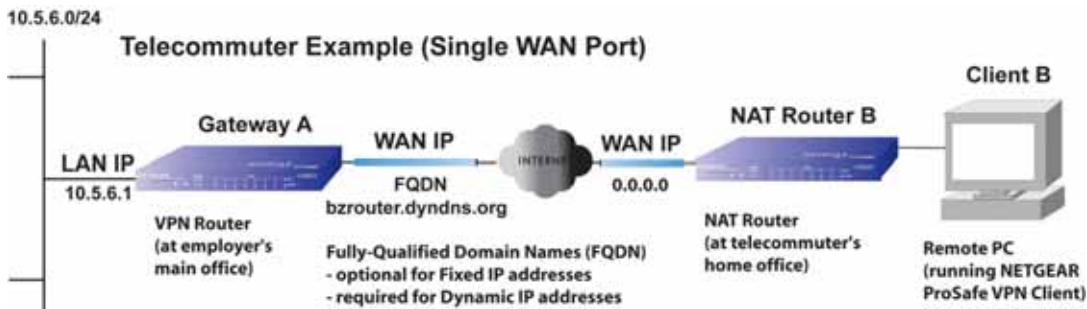 10.5.6.0/24
Telecommuter Example (Single WAN Port)
Client B
Gateway A
NAT Router B
WAN IP
WAN IP
INTERNET
LAN IP
10.5.6.1
FQDN
bzrouter.dyndns.org
0.0.0.0
VPN Router
(at employer's
main office)
Fully-Qualified Domain Names (FQDN)
- optional for Fixed IP addresses
- required for Dynamic IP addresses
NAT Router
(at telecommuter's
home office)
Remote PC
(running NETGEAR
ProSafe VPN Client)